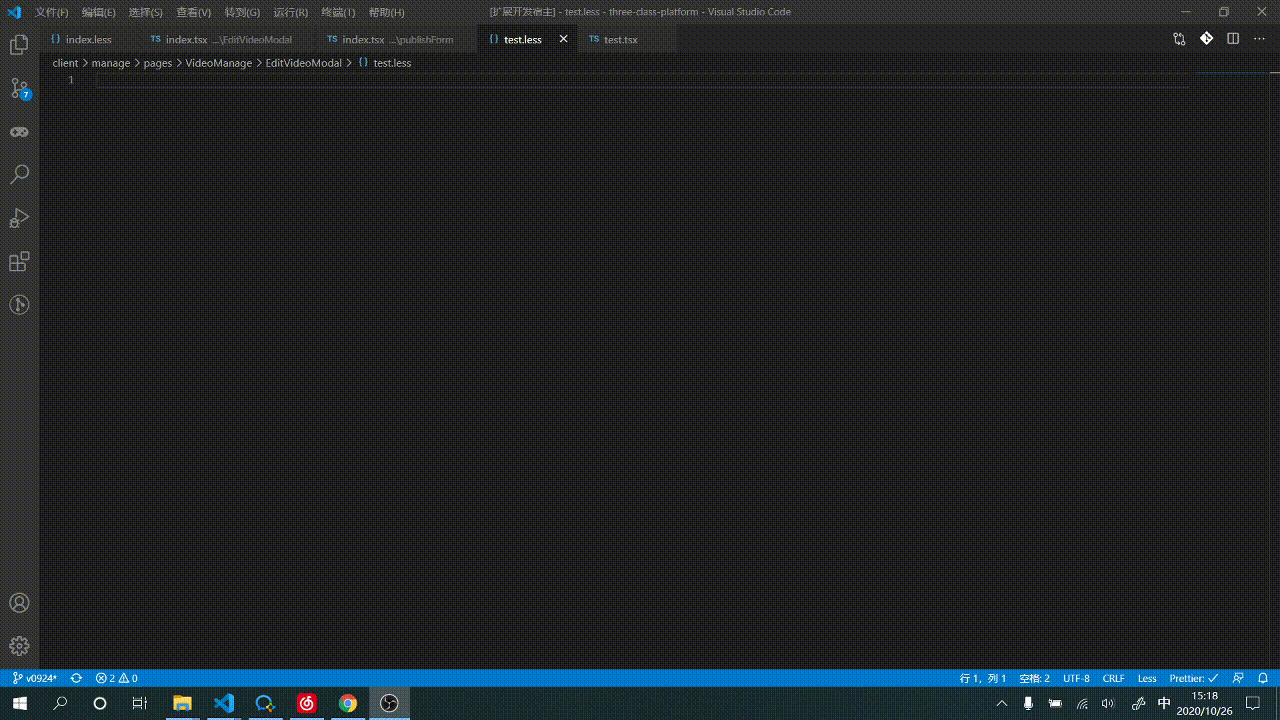 文件(F) 编辑(E) 选择(S) 查看(V) 转到(G) 运行(R) 终端(T) 帮助(H) [扩展开发宿主] - test.less - three-class-platform - Visual Studio Code
{} index.less TS index.tsx ...\EditVideoModal TS index.tsx ...\publishForm {} test.less TS test.tsx
client > manage > pages > VideoManage > EditVideoModal > {} test.less
1
7
v0924* 2 0 行 1，列 1 空格: 2 UTF-8 CRLF Less Prettier: ✓
中 15:18
2020/10/26